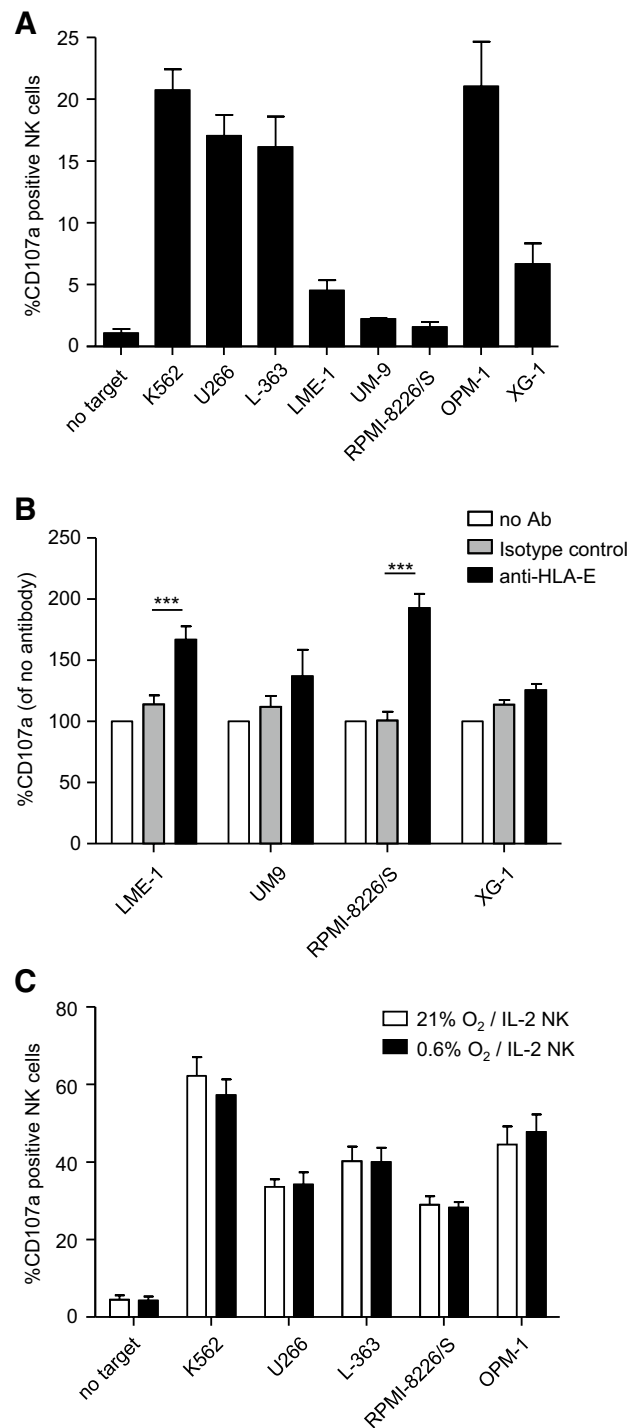 A
%CD107a positive NK cells
25
20
15
10
5
0
no target
K562
U266
L-363
LME-1
UM-9
RPMI-8226/S
OPM-1
XG-1
B
%CD107a (of no antibody)
250
200
150
100
50
0
no Ab
Isotype control
anti-HLA-E
***
***
LME-1
UM9
RPMI-8226/S
XG-1
C
%CD107a positive NK cells
80
60
40
20
0
21% O₂ / IL-2 NK
0.6% O₂ / IL-2 NK
no target
K562
U266
L-363
RPMI-8226/S
OPM-1